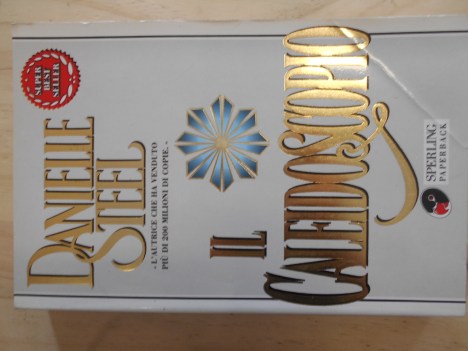 SUPER
BEST
SELLER
DANIELLE
STEEL
« L'AUTRICE CHE HA VENDUTO
PIÙ DI 200 MILIONI DI COPIE. »
IL
CALEIDOSCOPIO
SPERLING
PAPERBACK